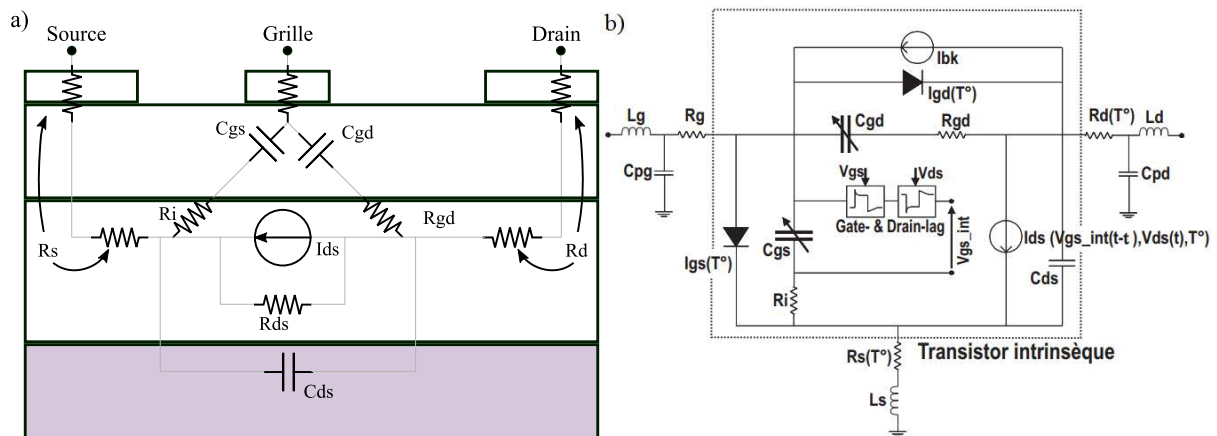 a)
Source
Grille
Drain
Cgs
Cgd
Ri
Rgd
Rs
Ids
Rd
Rds
Cds
b)
Ibk
Igd(T°)
Lg
Rg
Cgd
Rgd
Rd(T°)
Ld
Cpg
Vgs
Vds
Cpd
Gate- & Drain-lag
Vgs_int
Igs(T°)
Cgs
Ids (Vgs_int(t-t ),Vds(t),T°)
Cds
Ri
Rs(T°)
Transistor intrinsèque
Ls